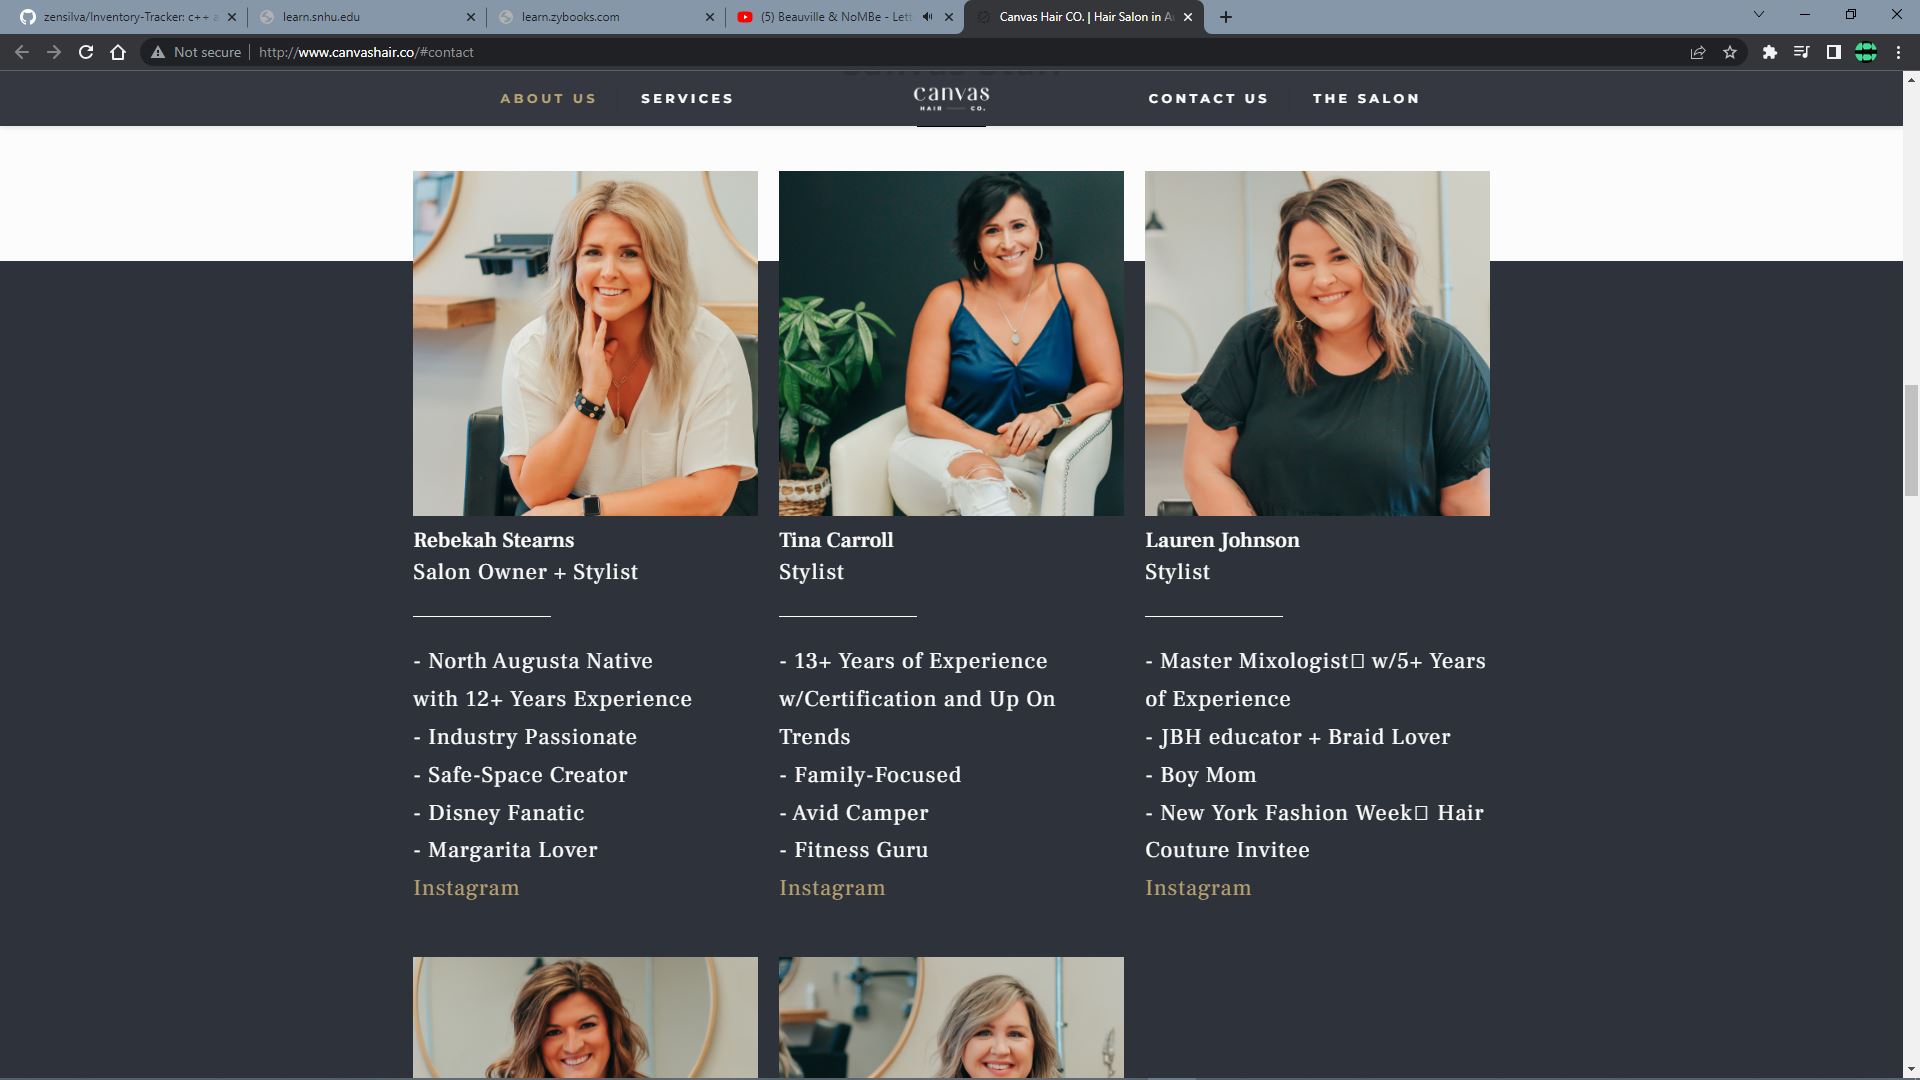 zensilva/Inventory-Tracker: c++ a
learn.snhu.edu
learn.zybooks.com
(5) Beauville & NoMBe - Lett
Canvas Hair CO. | Hair Salon in A
Not secure
http://www.canvashair.co/#contact
ABOUT US
SERVICES
canvas
HAIR — CO.
CONTACT US
THE SALON
Rebekah Stearns
Salon Owner + Stylist
- North Augusta Native
with 12+ Years Experience
- Industry Passionate
- Safe-Space Creator
- Disney Fanatic
- Margarita Lover
Instagram
Tina Carroll
Stylist
- 13+ Years of Experience
w/Certification and Up On
Trends
- Family-Focused
- Avid Camper
- Fitness Guru
Instagram
Lauren Johnson
Stylist
- Master Mixologist▯ w/5+ Years
of Experience
- JBH educator + Braid Lover
- Boy Mom
- New York Fashion Week▯ Hair
Couture Invitee
Instagram